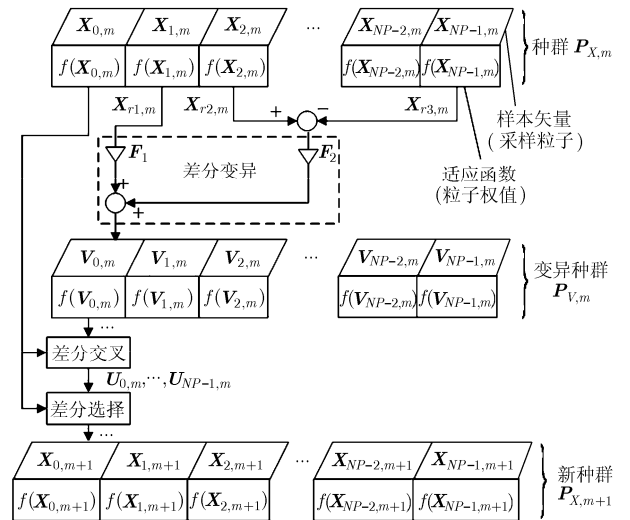 X0,m X1,m X2,m ··· XNP−2,m XNP−1,m
f(X0,m) f(X1,m) f(X2,m) f(XNP−2,m) f(XNP−1,m)
种群 PX,m
Xr1,m Xr2,m + − Xr3,m
样本矢量
(采样粒子)
F1 差分变异 F2
适应函数
(粒子权值)
+
+
V0,m V1,m V2,m ··· VNP−2,m VNP−1,m
f(V0,m) f(V1,m) f(V2,m) f(VNP−2,m) f(VNP−1,m)
变异种群
PV,m
···
差分交叉
U0,m,···,UNP−1,m
差分选择
···
X0,m+1 X1,m+1 X2,m+1 ··· XNP−2,m+1 XNP−1,m+1
f(X0,m+1) f(X1,m+1) f(X2,m+1) f(XNP−2,m+1) f(XNP−1,m+1)
新种群
PX,m+1